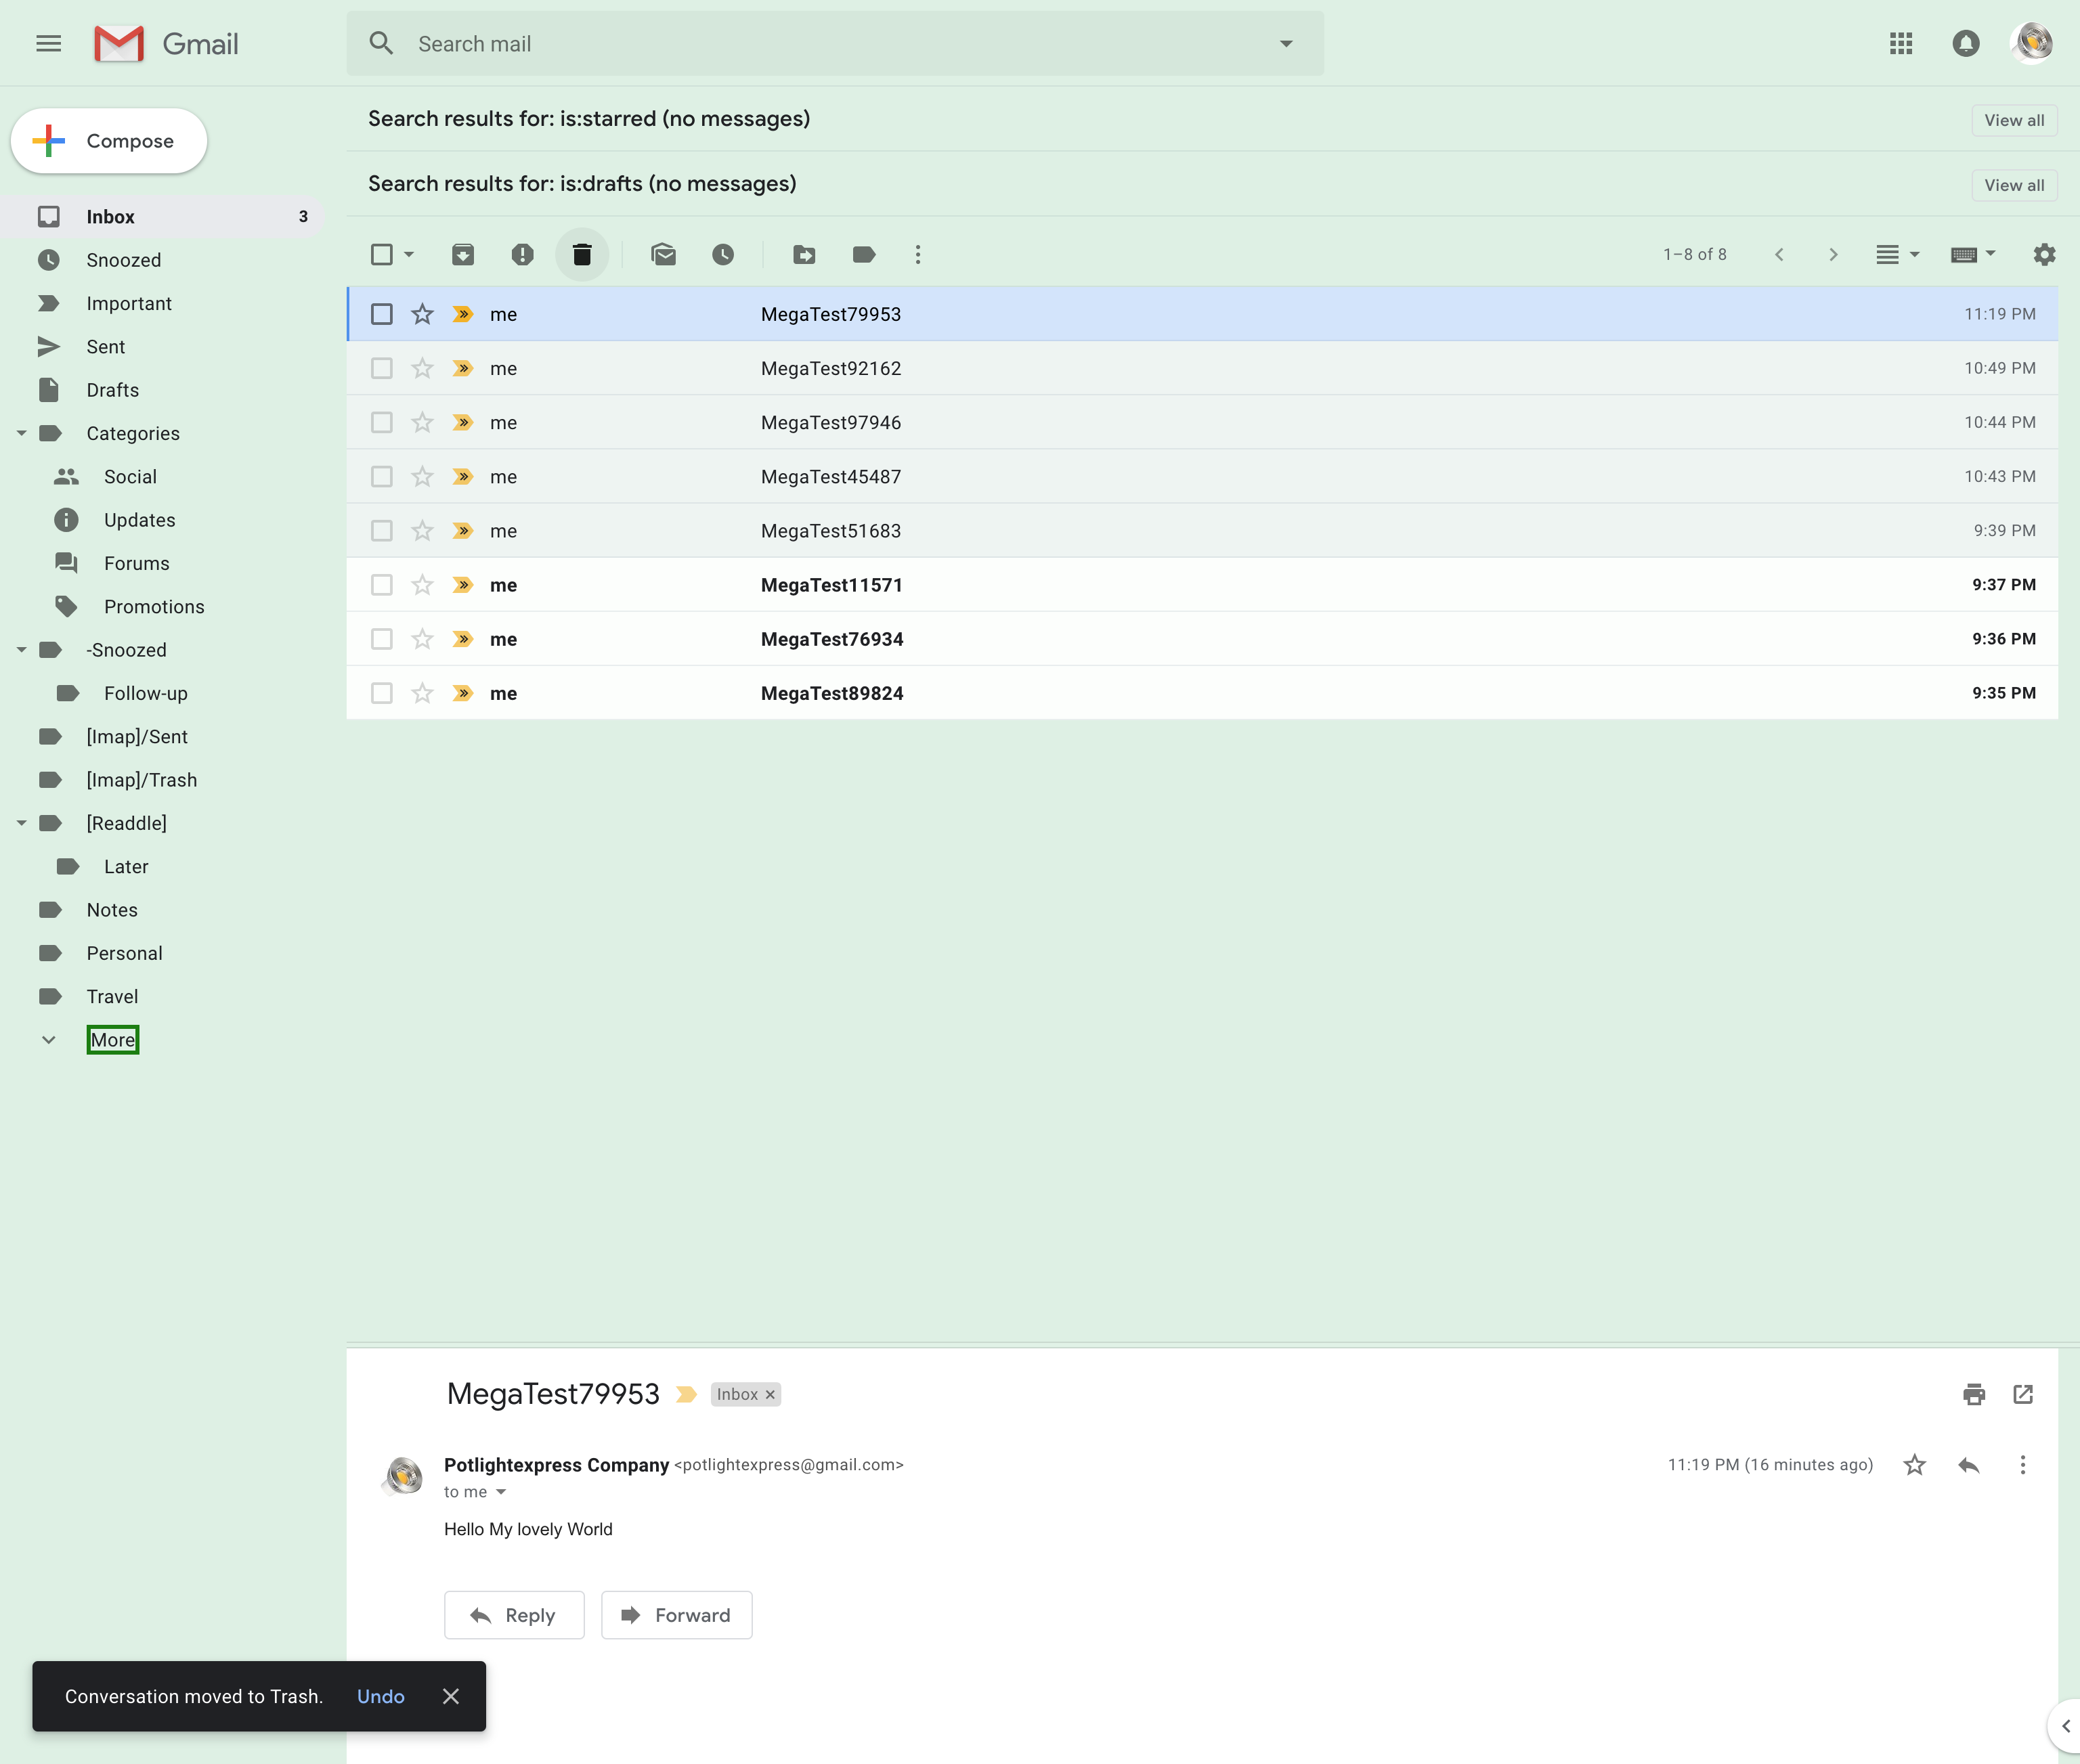 Gmail
Search mail
Compose
Search results for: is:starred (no messages)
View all
Search results for: is:drafts (no messages)
View all
Inbox 3
Snoozed
Important
Sent
Drafts
Categories
Social
Updates
Forums
Promotions
-Snoozed
Follow-up
[Imap]/Sent
[Imap]/Trash
[Readdle]
Later
Notes
Personal
Travel
More
1–8 of 8
me MegaTest79953 11:19 PM
me MegaTest92162 10:49 PM
me MegaTest97946 10:44 PM
me MegaTest45487 10:43 PM
me MegaTest51683 9:39 PM
me MegaTest11571 9:37 PM
me MegaTest76934 9:36 PM
me MegaTest89824 9:35 PM
MegaTest79953 Inbox ×
Potlightexpress Company <potlightexpress@gmail.com> 11:19 PM (16 minutes ago)
to me
Hello My lovely World
Reply Forward
Conversation moved to Trash. Undo